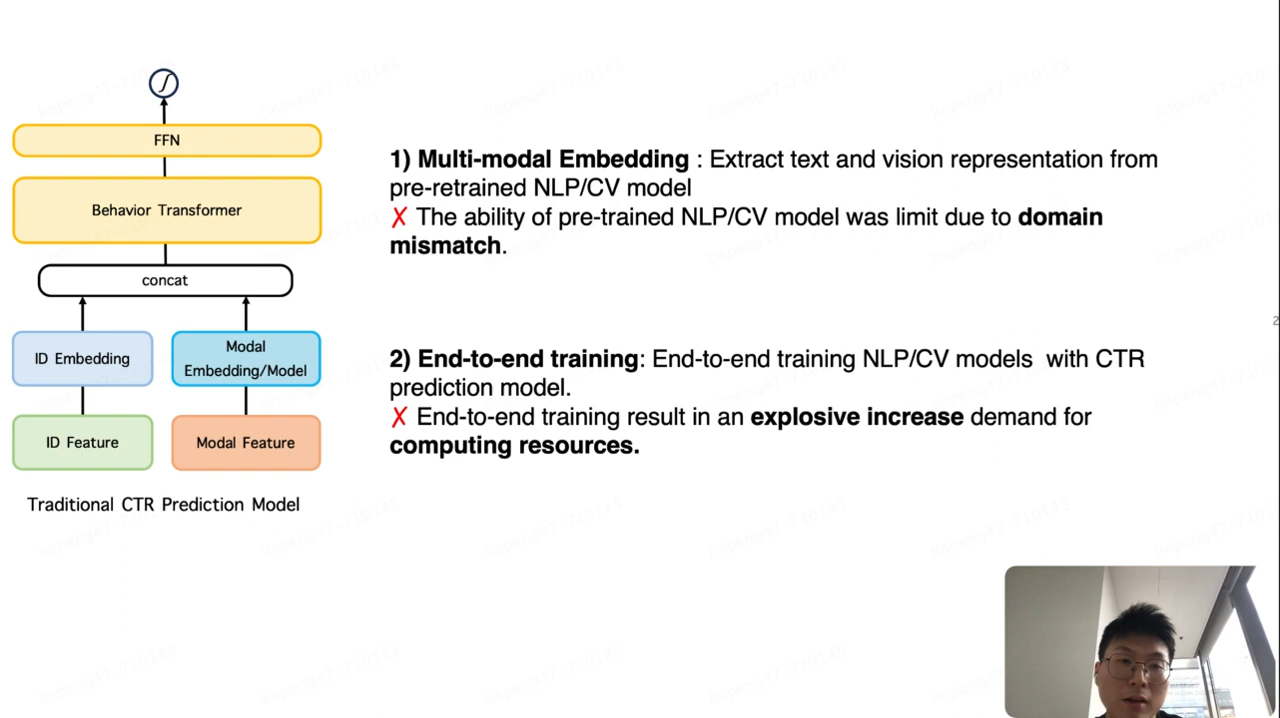 ∫
FFN
Behavior Transformer
concat
ID Embedding
Modal
Embedding/Model
ID Feature
Modal Feature
Traditional CTR Prediction Model
1) Multi-modal Embedding : Extract text and vision representation from
pre-retrained NLP/CV model
✗ The ability of pre-trained NLP/CV model was limit due to domain
mismatch.
2) End-to-end training: End-to-end training NLP/CV models with CTR
prediction model.
✗ End-to-end training result in an explosive increase demand for
computing resources.
2